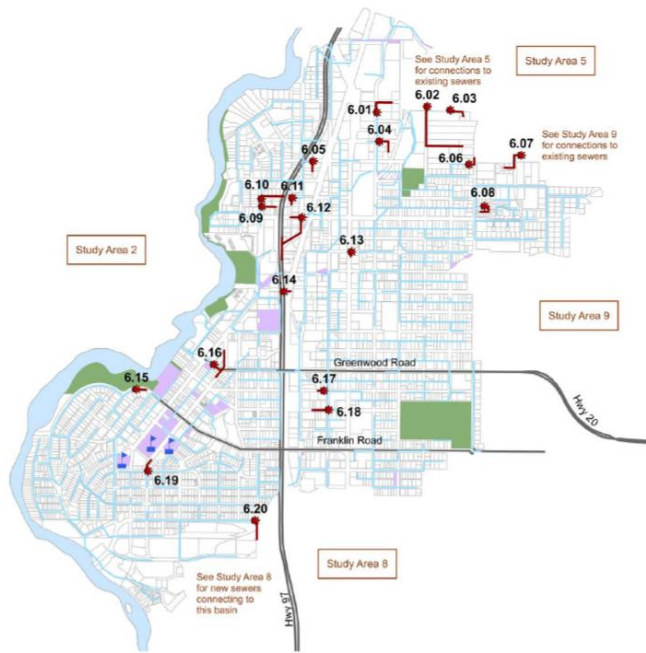 See Study Area 5
for connections to
existing sewers
Study Area 5
6.01
6.02
6.03
6.04
See Study Area 9
for connections to
existing sewers
6.05
6.06
6.07
6.08
6.10
6.11
6.09
6.12
Study Area 2
6.13
6.14
Study Area 9
6.16
Greenwood Road
6.15
6.17
6.18
Hwy 20
Franklin Road
6.19
6.20
See Study Area 8
for new sewers
connecting to
this basin
Study Area 8
Hwy 97